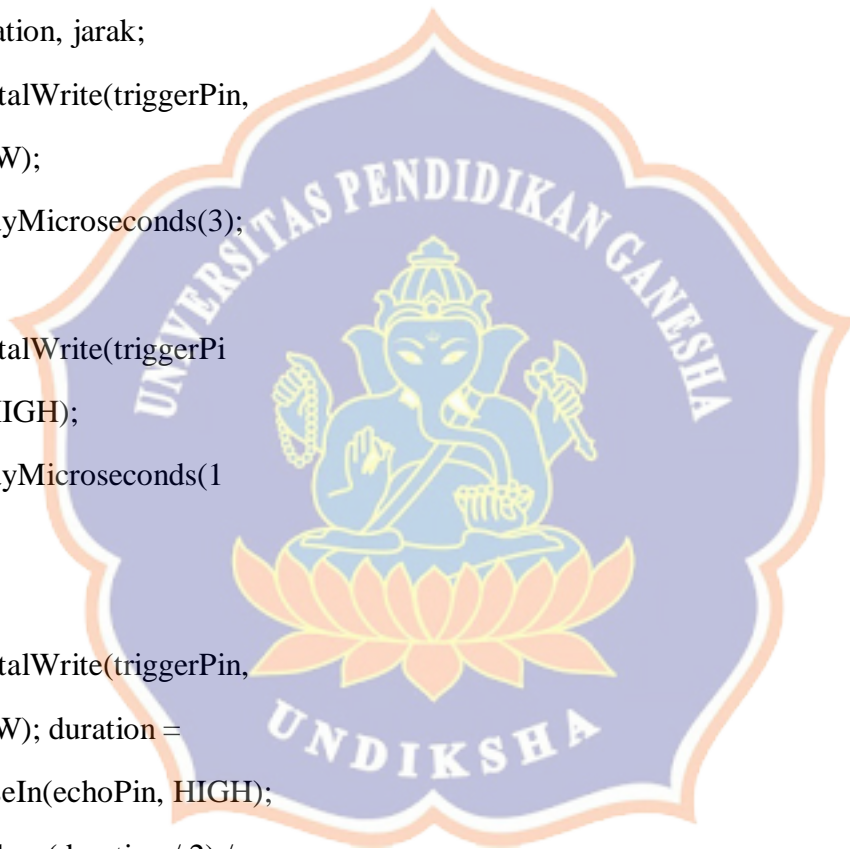 ation, jarak;
talWrite(triggerPin,
W);
yMicroseconds(3);
talWrite(triggerPi
HIGH);
yMicroseconds(1
talWrite(triggerPin,
W); duration =
eIn(echoPin, HIGH);
UNIVERSITAS PENDIDIKAN GANESHA
UNDIKSHA